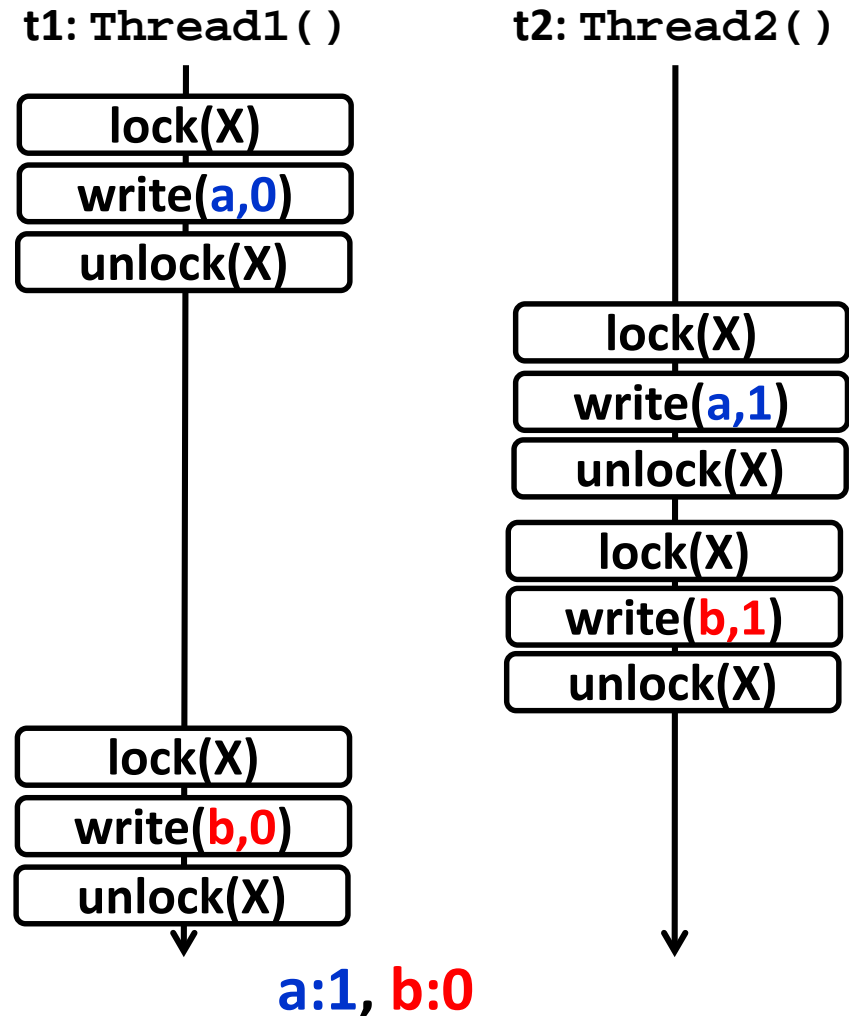 t1: Thread1()
t2: Thread2()
lock(X)
write(a,0)
unlock(X)
lock(X)
write(a,1)
unlock(X)
lock(X)
write(b,1)
unlock(X)
lock(X)
write(b,0)
unlock(X)
a:1, b:0